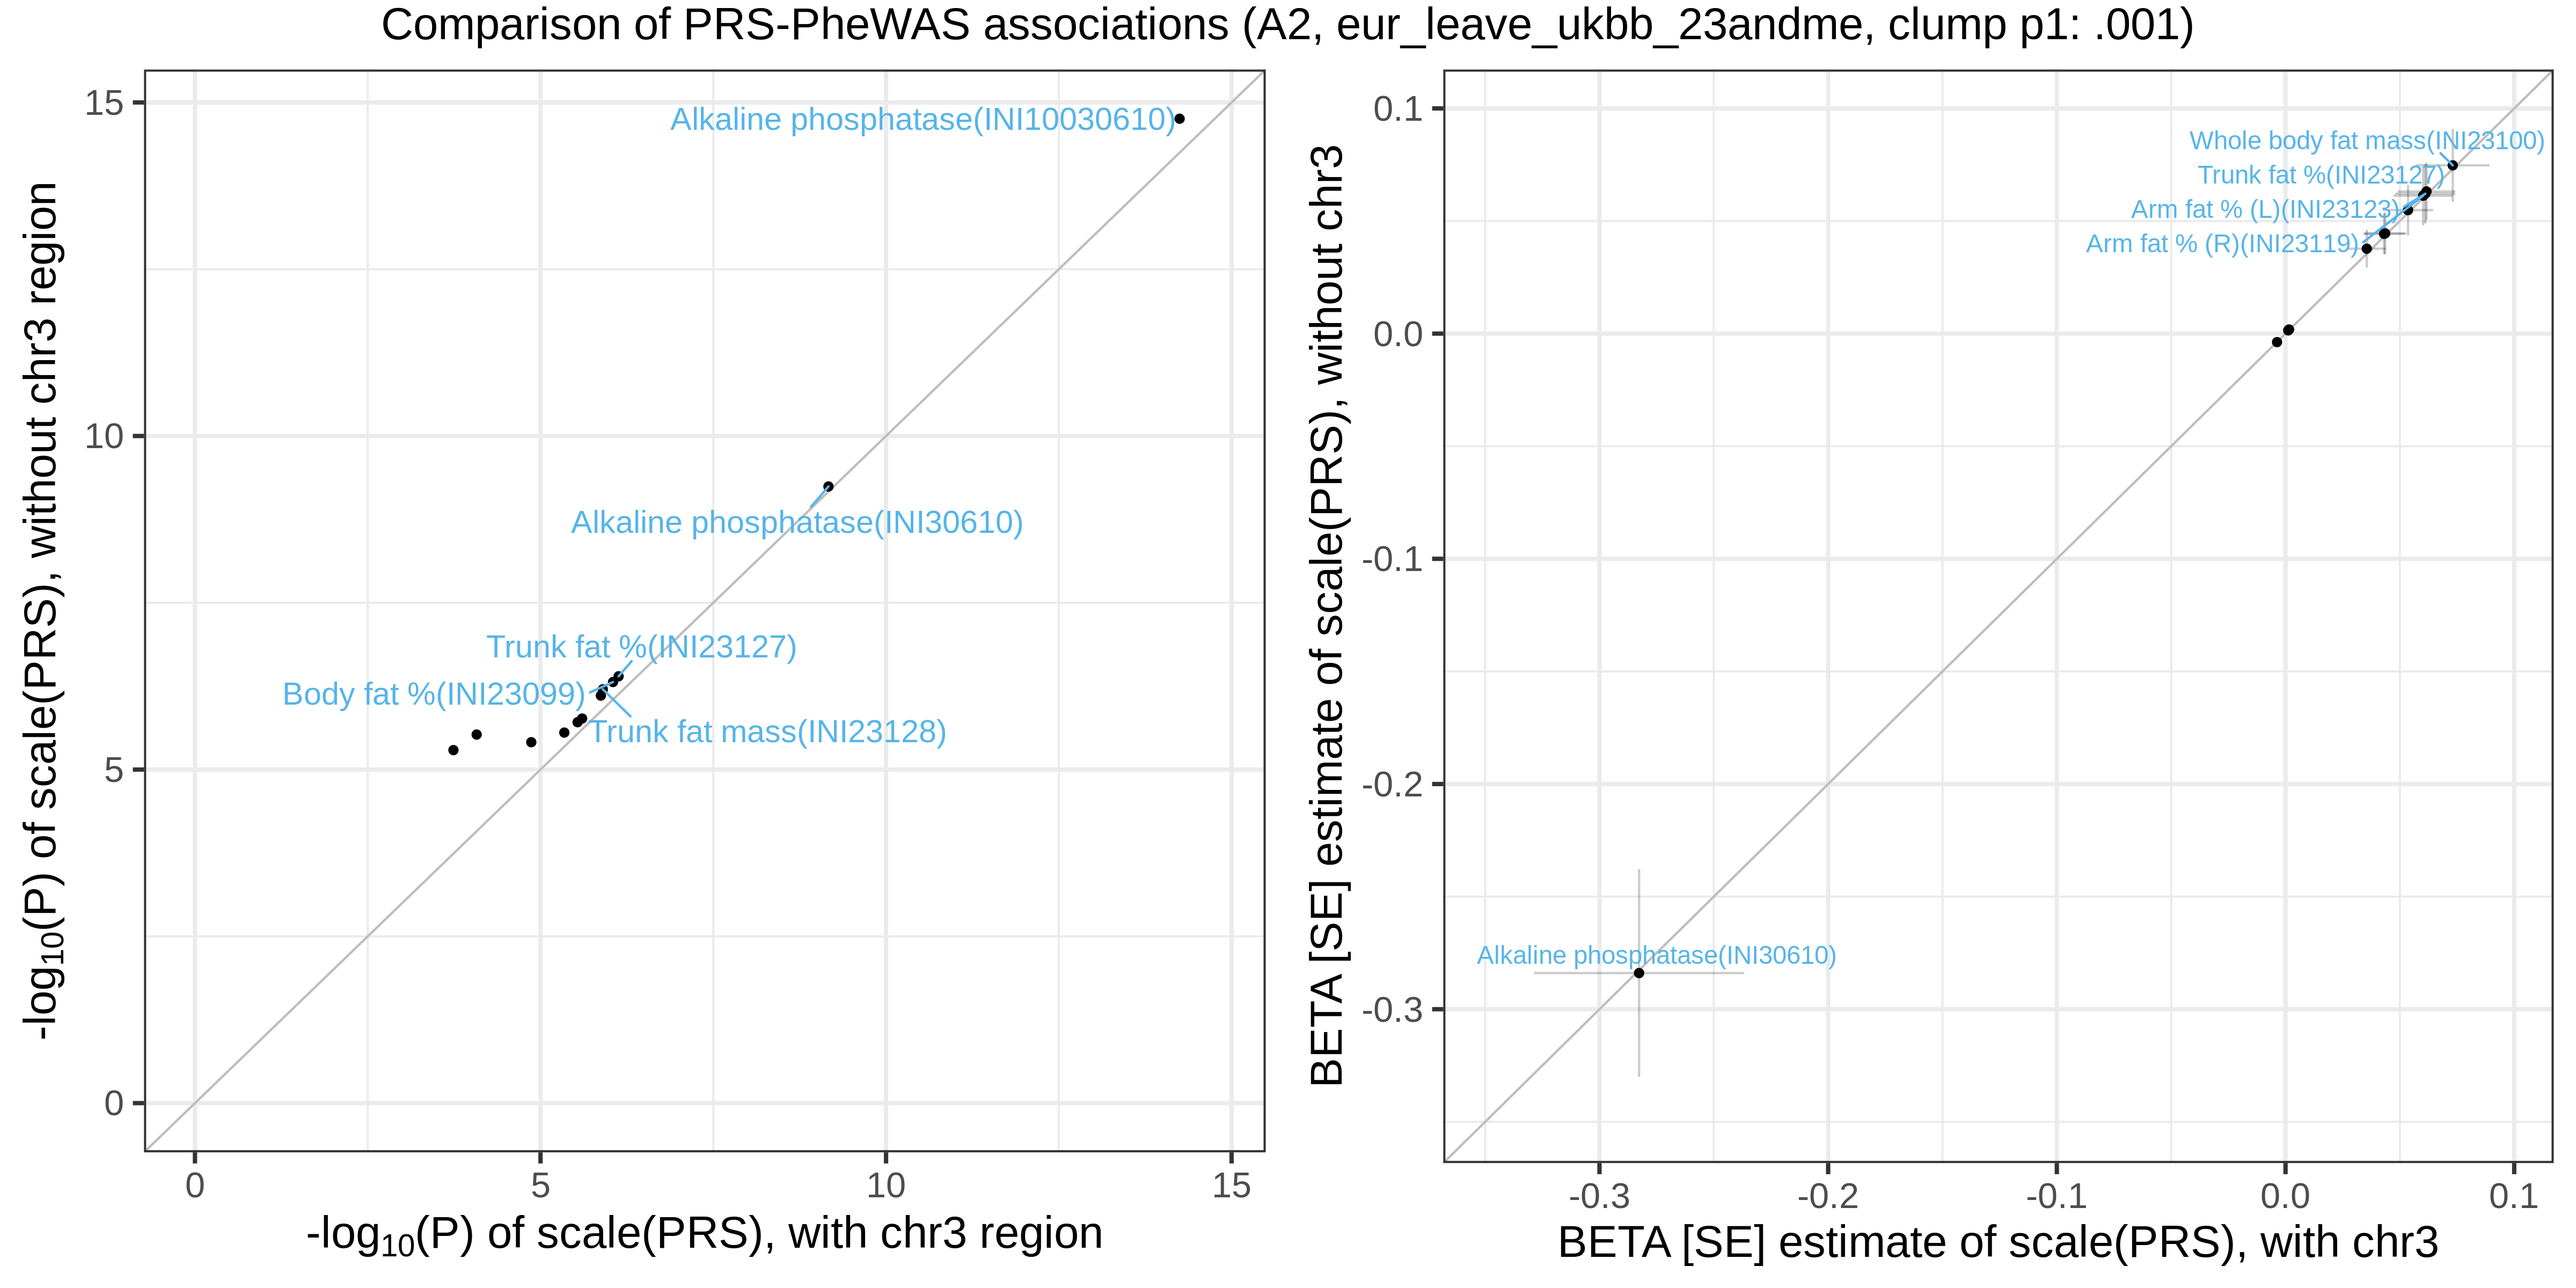 Comparison of PRS-PheWAS associations (A2, eur_leave_ukbb_23andme, clump p1: .001)
-log10(P) of scale(PRS), without chr3 region
15
10
5
0
Alkaline phosphatase(INI10030610)
Alkaline phosphatase(INI30610)
Trunk fat %(INI23127)
Body fat %(INI23099)
Trunk fat mass(INI23128)
0
5
10
15
-log10(P) of scale(PRS), with chr3 region
BETA [SE] estimate of scale(PRS), without chr3
0.1
0.0
-0.1
-0.2
-0.3
Whole body fat mass(INI23100)
Trunk fat %(INI23127)
Arm fat % (L)(INI23123)
Arm fat % (R)(INI23119)
Alkaline phosphatase(INI30610)
-0.3
-0.2
-0.1
0.0
0.1
BETA [SE] estimate of scale(PRS), with chr3